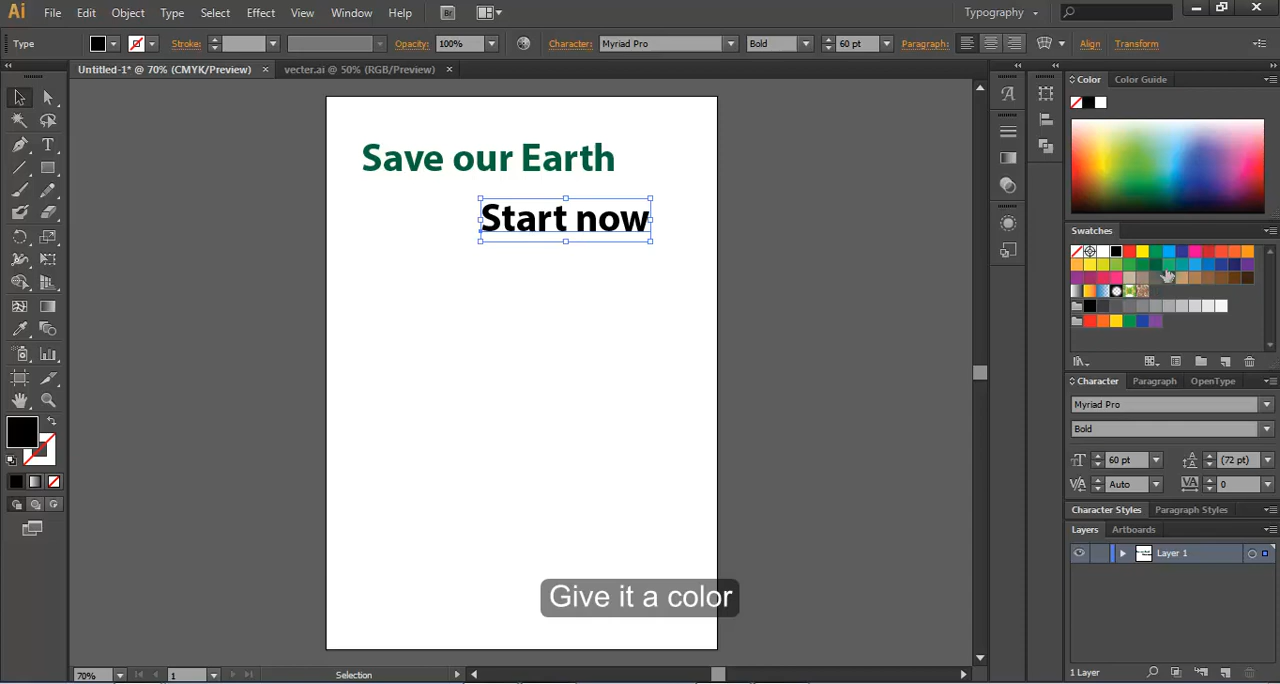 Ai File Edit Object Type Select Effect View Window Help Br Typography
Type Stroke: Opacity: 100% Character: Myriad Pro Bold 60 pt Paragraph: Align Transform
Untitled-1* @ 70% (CMYK/Preview) × vecter.ai @ 50% (RGB/Preview) ×
Color Color Guide
Save our Earth
Start now
Swatches
Character Paragraph OpenType
Myriad Pro
Bold
60 pt (72 pt)
Auto 0
Character Styles Paragraph Styles
Layers Artboards
Layer 1
Give it a color
70% 1 Selection 1 Layer